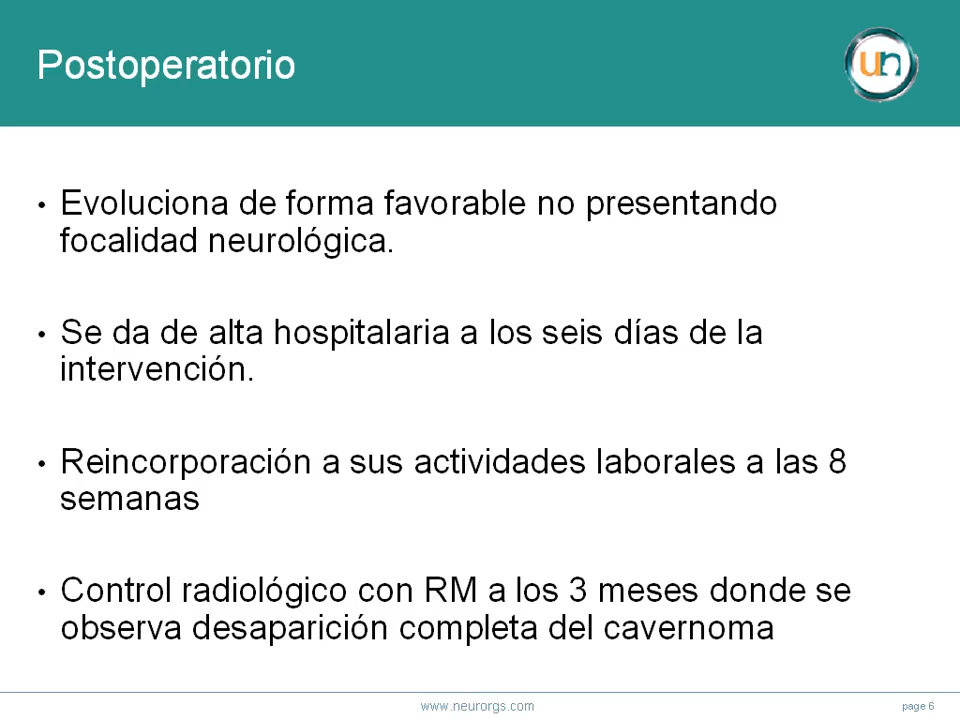 Postoperatorio
un
• Evoluciona de forma favorable no presentando
focalidad neurológica.
• Se da de alta hospitalaria a los seis días de la
intervención.
• Reincorporación a sus actividades laborales a las 8
semanas
• Control radiológico con RM a los 3 meses donde se
observa desaparición completa del cavernoma
www.neurorgs.com
page 6